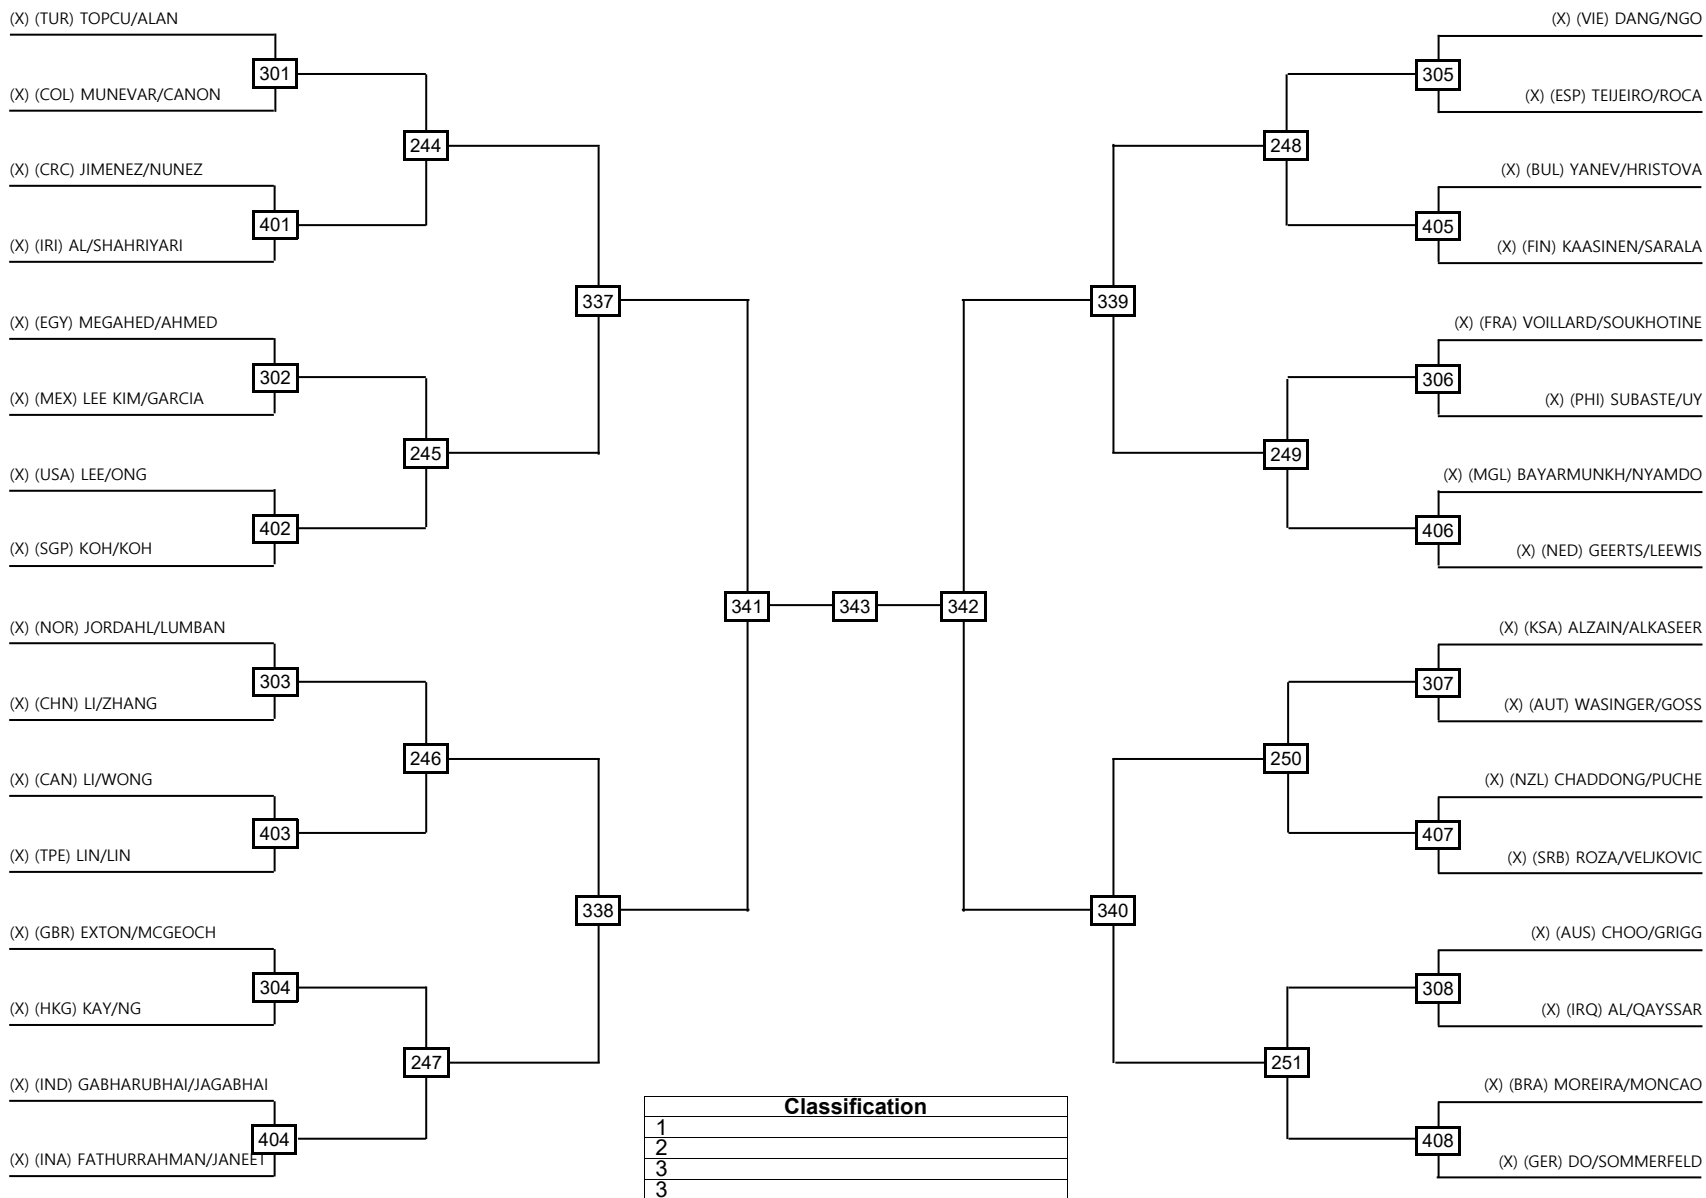 (X) (TUR) TOPCU/ALAN
301
(X) (COL) MUNEVAR/CANON
244
(X) (CRC) JIMENEZ/NUNEZ
401
(X) (IRI) AL/SHAHRIYARI
337
(X) (EGY) MEGAHED/AHMED
302
(X) (MEX) LEE KIM/GARCIA
245
(X) (USA) LEE/ONG
402
(X) (SGP) KOH/KOH
341
(X) (NOR) JORDAHL/LUMBAN
303
(X) (CHN) LI/ZHANG
246
(X) (CAN) LI/WONG
403
(X) (TPE) LIN/LIN
338
(X) (GBR) EXTON/MCGEOCH
304
(X) (HKG) KAY/NG
247
(X) (IND) GABHARUBHAI/JAGABHAI
404
(X) (INA) FATHURRAHMAN/JANEET
343
(X) (VIE) DANG/NGO
305
(X) (ESP) TEIJEIRO/ROCA
248
(X) (BUL) YANEV/HRISTOVA
405
(X) (FIN) KAASINEN/SARALA
339
(X) (FRA) VOILLARD/SOUKHOTINE
306
(X) (PHI) SUBASTE/UY
249
(X) (MGL) BAYARMUNKH/NYAMDO
406
(X) (NED) GEERTS/LEEWIS
342
(X) (KSA) ALZAIN/ALKASEER
307
(X) (AUT) WASINGER/GOSS
250
(X) (NZL) CHADDONG/PUCHE
407
(X) (SRB) ROZA/VELJKOVIC
340
(X) (AUS) CHOO/GRIGG
308
(X) (IRQ) AL/QAYSSAR
251
(X) (BRA) MOREIRA/MONCAO
408
(X) (GER) DO/SOMMERFELD
Classification
1
2
3
3